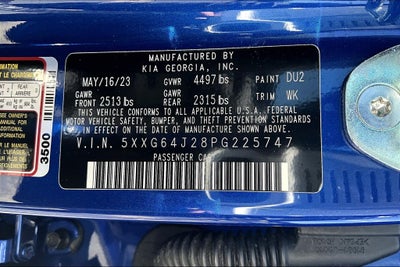 MANUFACTURED BY
KIA GEORGIA, INC.
MAY/16/23 GVWR 4497lbs PAINT DU2
GAWR GAWR
FRONT 2513 lbs REAR 2315 lbs TRIM WK
THIS VEHICLE CONFORMS TO ALL APPLICABLE U.S.A. FEDERAL
MOTOR VEHICLE SAFETY, BUMPER, AND THEFT PREVENTION
STANDARDS IN EFFECT ON THE DATE OF MANUFACTURE SHOWN ABOVE.
V.I.N. 5XXG64J28PG225747
PASSENGER CAR
3500